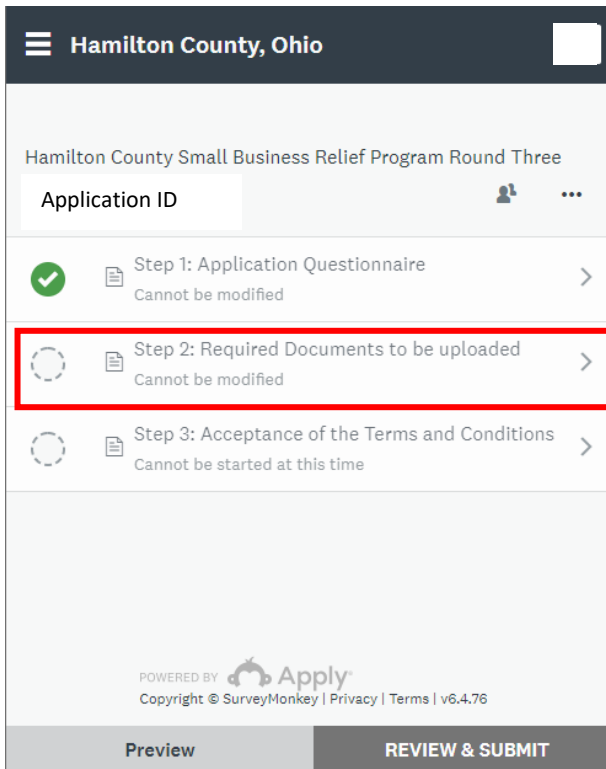 Hamilton County, Ohio
Hamilton County Small Business Relief Program Round Three
Application ID
Step 1: Application Questionnaire
Cannot be modified
Step 2: Required Documents to be uploaded
Cannot be modified
Step 3: Acceptance of the Terms and Conditions
Cannot be started at this time
POWERED BY Apply
Copyright © SurveyMonkey | Privacy | Terms | v6.4.76
Preview REVIEW & SUBMIT